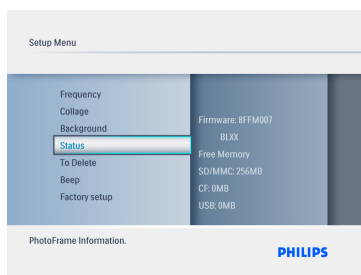 Setup Menu
Frequency
Collage
Background
Status
To Delete
Beep
Factory setup
Firmware: 8FFM007
BLXX
Free Memory
SD/MMC: 256MB
CF: 0MB
USB: 0MB
PhotoFrame Information.
PHILIPS